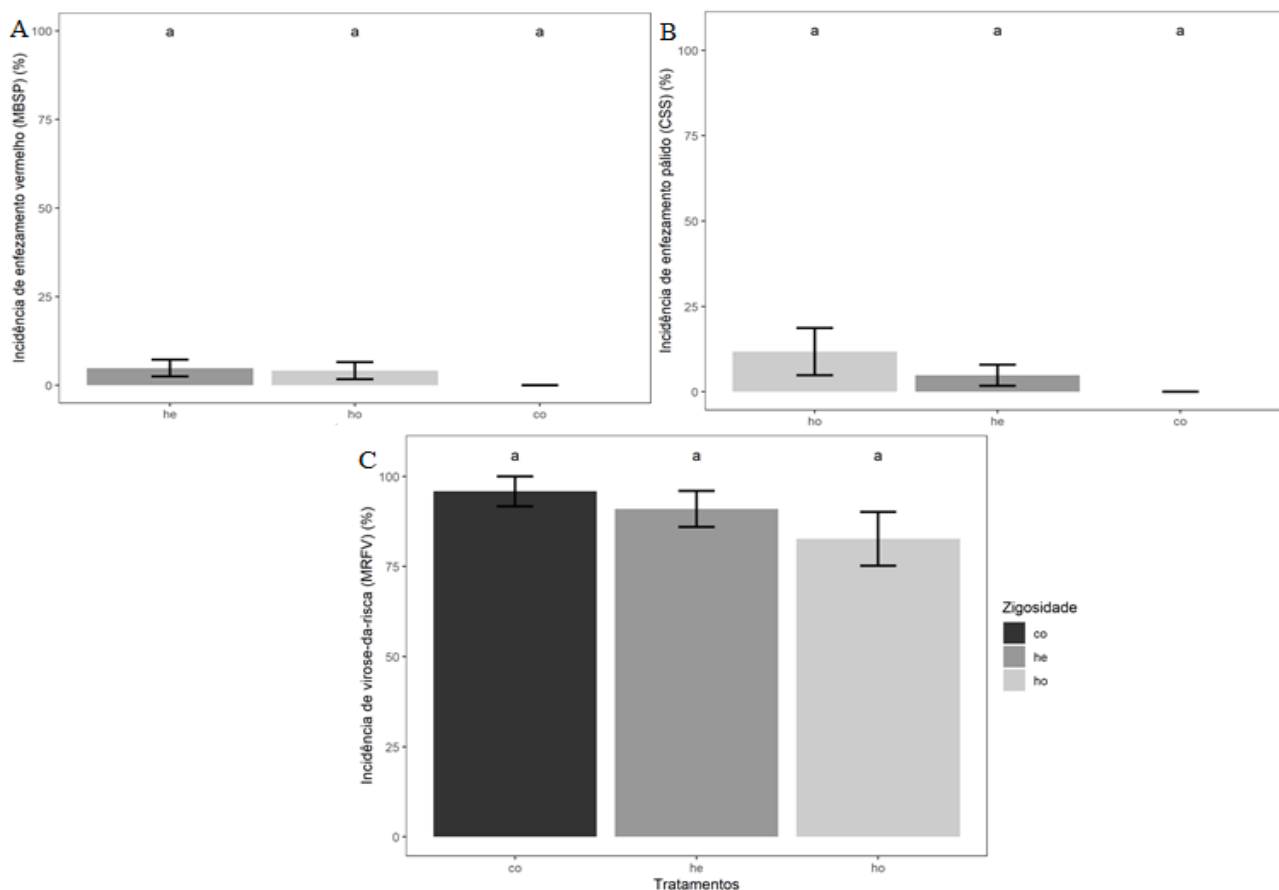 A
Incidência de enfezamento vermelho (MBSP) (%)
100
75
50
25
0
a a a
he ho co
B
Incidência de enfezamento pálido (CSS) (%)
100
75
50
25
0
a a a
ho he co
C
Incidência de virose-da-risca (MRFV) (%)
100
75
50
25
0
a a a
co he ho
Tratamentos
Zigosidade
co
he
ho